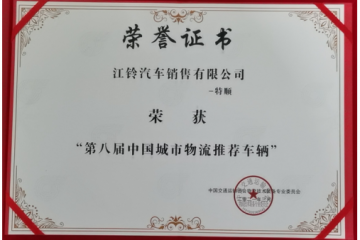 荣誉证书
江铃汽车销售有限公司
-特顺
荣 获
“第八届中国城市物流推荐车辆”